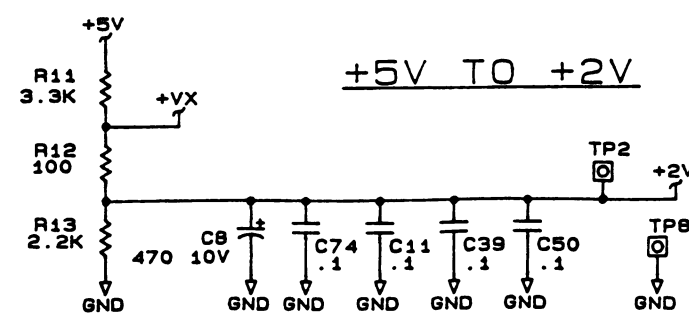 +5V
+5V TO +2V
R11
3.3K
+VX
R12
100
TP2
+2V
R13
2.2K
470
C8
10V
+
C74
.1
C11
.1
C39
.1
C50
.1
TP8
GND
GND
GND
GND
GND
GND
GND